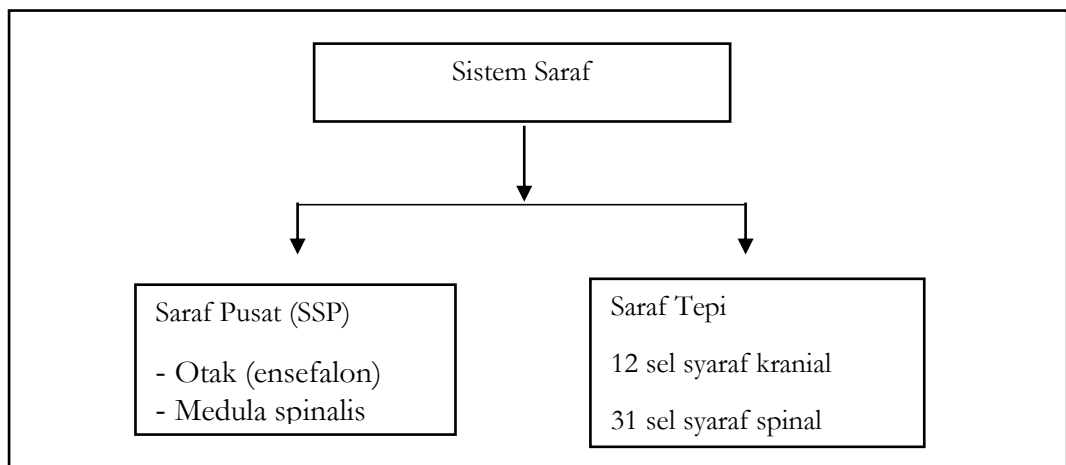 Sistem Saraf
Saraf Pusat (SSP)
- Otak (ensefalon)
- Medula spinalis
Saraf Tepi
12 sel syaraf kranial
31 sel syaraf spinal